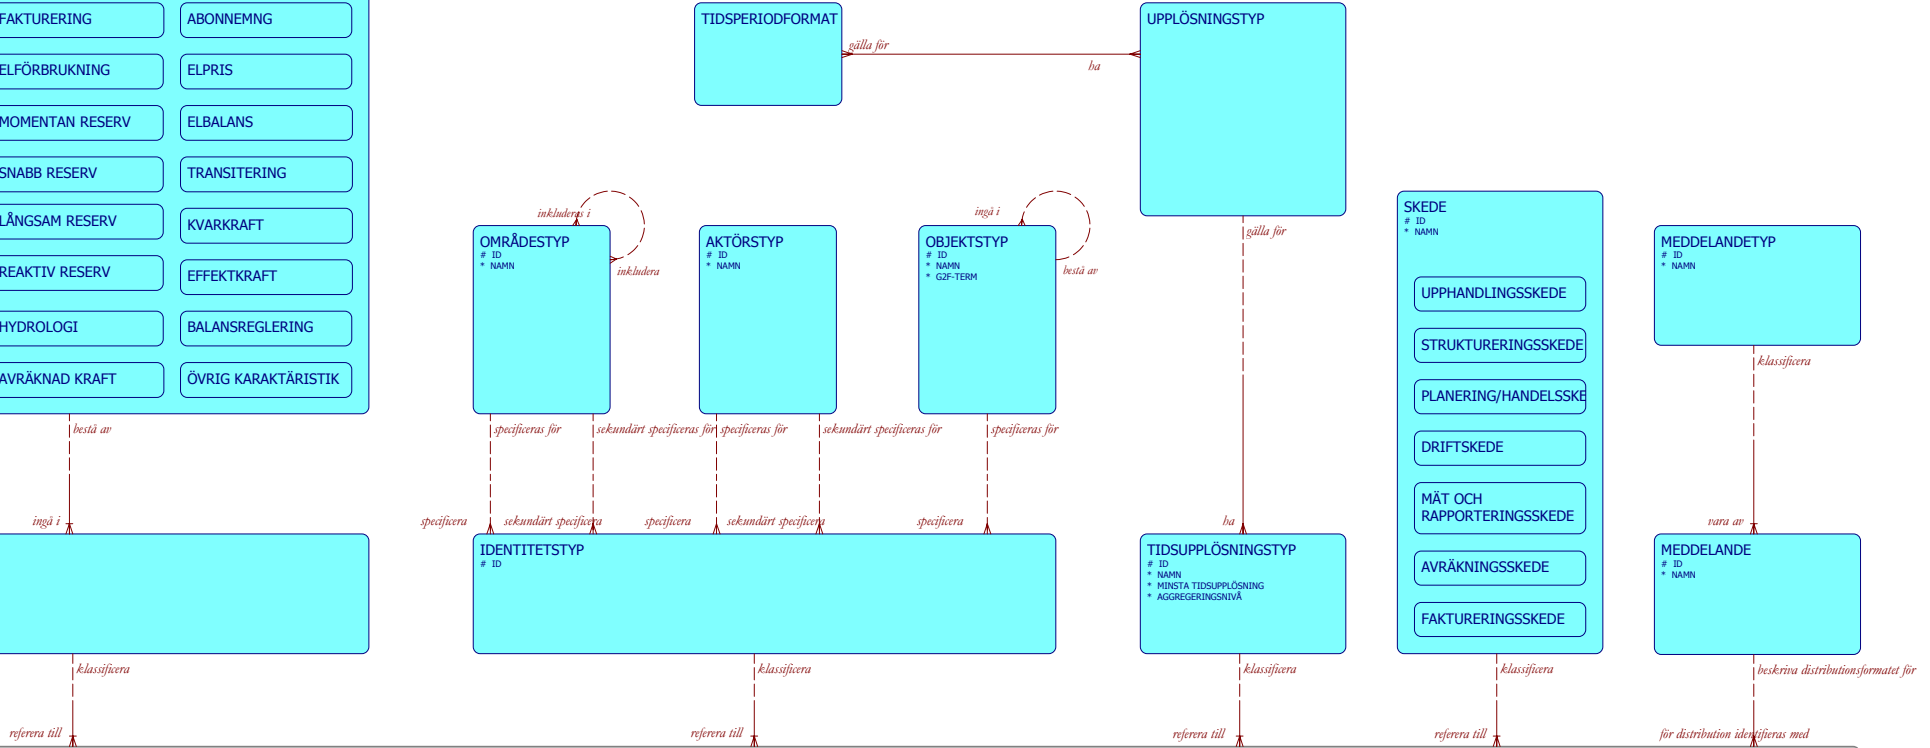 FAKTURERING
ABONNEMNG
ELFÖRBRUKNING
ELPRIS
MOMENTAN RESERV
ELBALANS
SNABB RESERV
TRANSITERING
LÅNGSAM RESERV
KVARKRAFT
REAKTIV RESERV
EFFEKTKRAFT
HYDROLOGI
BALANSREGLERING
AVRÄKNAD KRAFT
ÖVRIG KARAKTÄRISTIK
bestå av
ingå i
klassificera
referera till
TIDSPERIODFORMAT
gälla för
ha
UPPLÖSNINGSTYP
gälla för
ha
inkluderas i
inkludera
OMRÅDESTYP
# ID
* NAMN
AKTÖRSTYP
# ID
* NAMN
ingå i
bestå av
OBJEKTSTYP
# ID
* NAMN
* G2F-TERM
specificeras för
sekundärt specificeras för
specificeras för
sekundärt specificeras för
specificeras för
specificera
sekundärt specificera
specificera
sekundärt specificera
specificera
IDENTITETSTYP
# ID
klassificera
referera till
TIDSUPPLÖSNINGSTYP
# ID
* NAMN
* MINSTA TIDSUPPLÖSNING
* AGGREGERINGSNIVÅ
klassificera
referera till
SKEDE
# ID
* NAMN
UPPHANDLINGSSKEDE
STRUKTURERINGSSKEDE
PLANERING/HANDELSSKE
DRIFTSKEDE
MÄT OCH
RAPPORTERINGSSKEDE
AVRÄKNINGSSKEDE
FAKTURERINGSSKEDE
klassificera
referera till
MEDDELANDETYP
# ID
* NAMN
klassificera
vara av
MEDDELANDE
# ID
* NAMN
beskriva distributionsformatet för
för distribution identifieras med